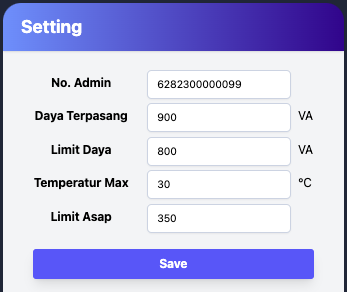 Setting
No. Admin 6282300000099
Daya Terpasang 900 VA
Limit Daya 800 VA
Temperatur Max 30 °C
Limit Asap 350
Save